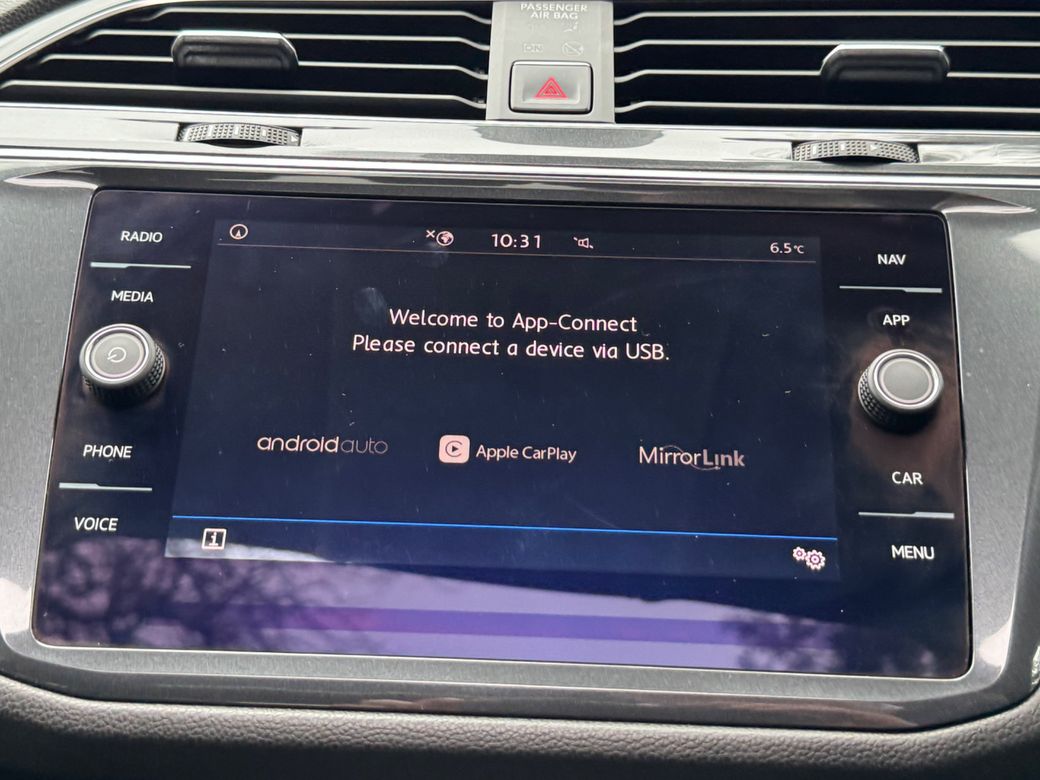 PASSENGER
AIR BAG
ON
RADIO
MEDIA
PHONE
VOICE
10:31
6.5°C
Welcome to App-Connect
Please connect a device via USB.
androidauto
Apple CarPlay
MirrorLink
i
NAV
APP
CAR
MENU